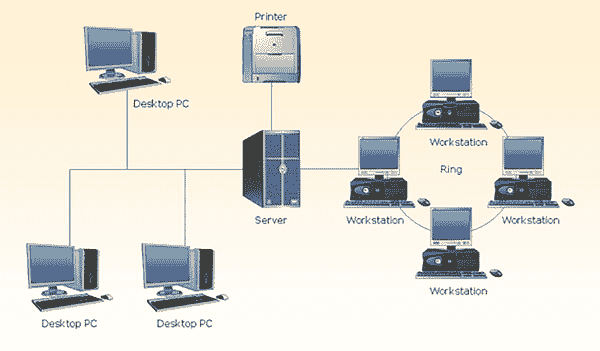 Printer
Desktop PC
Workstation
Ring
Server
Workstation
Workstation
Workstation
Desktop PC
Desktop PC